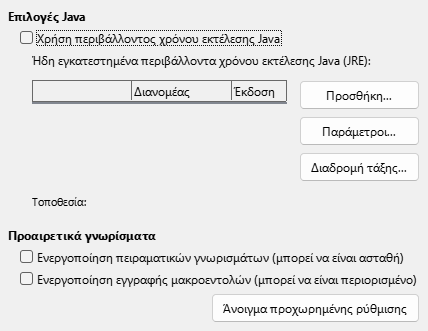 Επιλογές Java
Χρήση περιβάλλοντος χρόνου εκτέλεσης Java
Ήδη εγκατεστημένα περιβάλλοντα χρόνου εκτέλεσης Java (JRE):
Διανομέας Έκδοση
Προσθήκη...
Παράμετροι...
Διαδρομή τάξης...
Τοποθεσία:
Προαιρετικά γνωρίσματα
Ενεργοποίηση πειραματικών γνωρισμάτων (μπορεί να είναι ασταθή)
Ενεργοποίηση εγγραφής μακροεντολών (μπορεί να είναι περιορισμένο)
Άνοιγμα προχωρημένης ρύθμισης